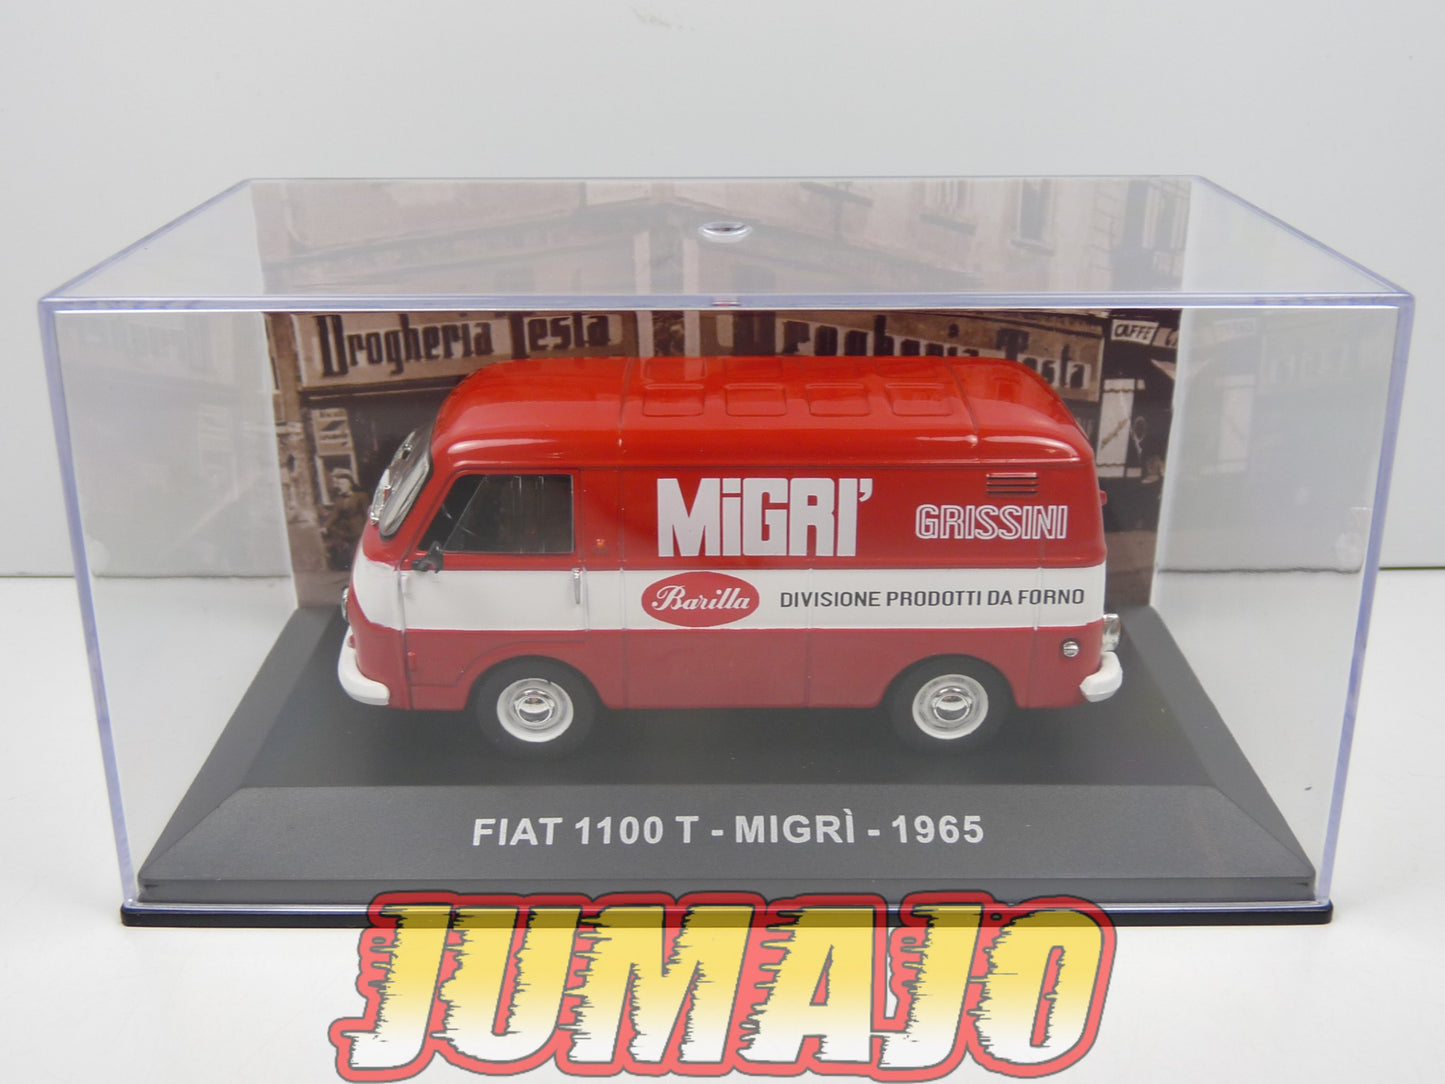 Drogheria Testa
Drogheria Testa
CAFFE'
MiGRI'
GRISSINI
Barilla
DIVISIONE PRODOTTI DA FORNO
FIAT 1100 T - MIGRÌ - 1965
JUMAJO